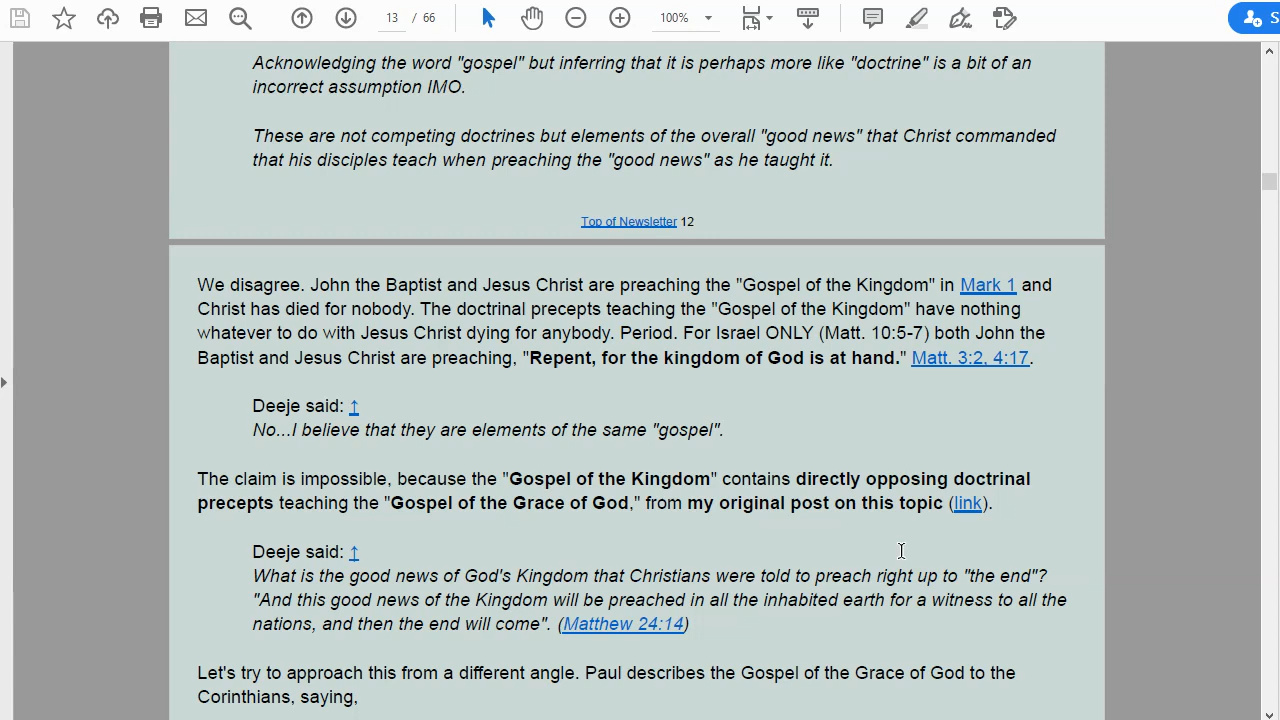 13 / 66
100%
S
Acknowledging the word "gospel" but inferring that it is perhaps more like "doctrine" is a bit of an
incorrect assumption IMO.
These are not competing doctrines but elements of the overall "good news" that Christ commanded
that his disciples teach when preaching the "good news" as he taught it.
Top of Newsletter 12
We disagree. John the Baptist and Jesus Christ are preaching the "Gospel of the Kingdom" in Mark 1 and
Christ has died for nobody. The doctrinal precepts teaching the "Gospel of the Kingdom" have nothing
whatever to do with Jesus Christ dying for anybody. Period. For Israel ONLY (Matt. 10:5-7) both John the
Baptist and Jesus Christ are preaching, "Repent, for the kingdom of God is at hand." Matt. 3:2, 4:17.
Deeje said: ↑
No...I believe that they are elements of the same "gospel".
The claim is impossible, because the "Gospel of the Kingdom" contains directly opposing doctrinal
precepts teaching the "Gospel of the Grace of God," from my original post on this topic (link).
Deeje said: ↑
What is the good news of God's Kingdom that Christians were told to preach right up to "the end"?
"And this good news of the Kingdom will be preached in all the inhabited earth for a witness to all the
nations, and then the end will come". (Matthew 24:14)
Let's try to approach this from a different angle. Paul describes the Gospel of the Grace of God to the
Corinthians, saying,